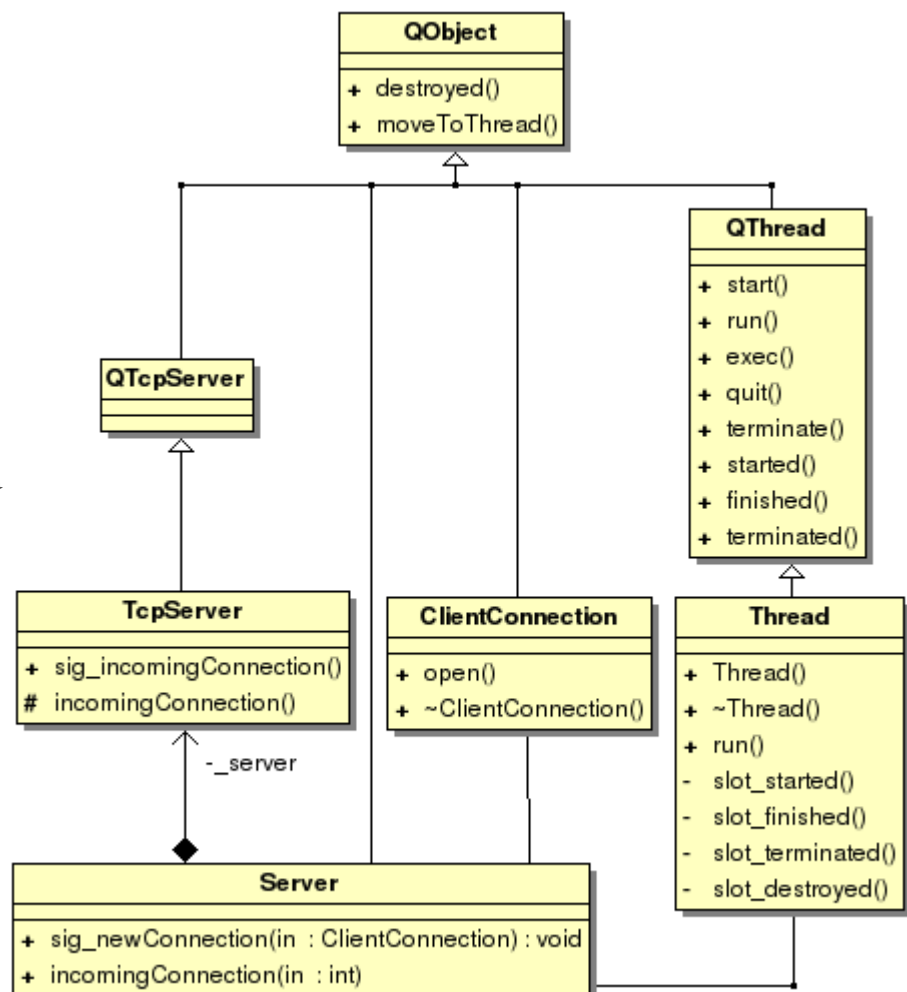 QObject
+ destroyed()
+ moveToThread()
QThread
+ start()
+ run()
+ exec()
+ quit()
+ terminate()
+ started()
+ finished()
+ terminated()
QTcpServer
TcpServer
+ sig_incomingConnection()
# incomingConnection()
ClientConnection
+ open()
+ ~ClientConnection()
Thread
+ Thread()
+ ~Thread()
+ run()
- slot_started()
- slot_finished()
- slot_terminated()
- slot_destroyed()
-_server
Server
+ sig_newConnection(in : ClientConnection) : void
+ incomingConnection(in : int)